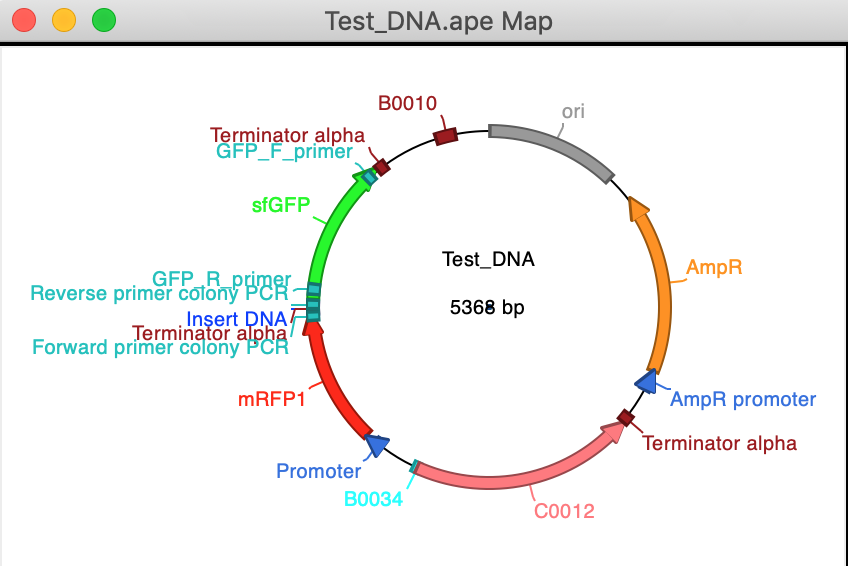 Test_DNA.ape Map
B0010
ori
Terminator alpha
GFP_F_primer
sfGFP
Test_DNA
AmpR
GFP_R_primer
Reverse primer colony PCR
5368 bp
Insert DNA
Terminator alpha
Forward primer colony PCR
mRFP1
AmpR promoter
Terminator alpha
Promoter
B0034
C0012